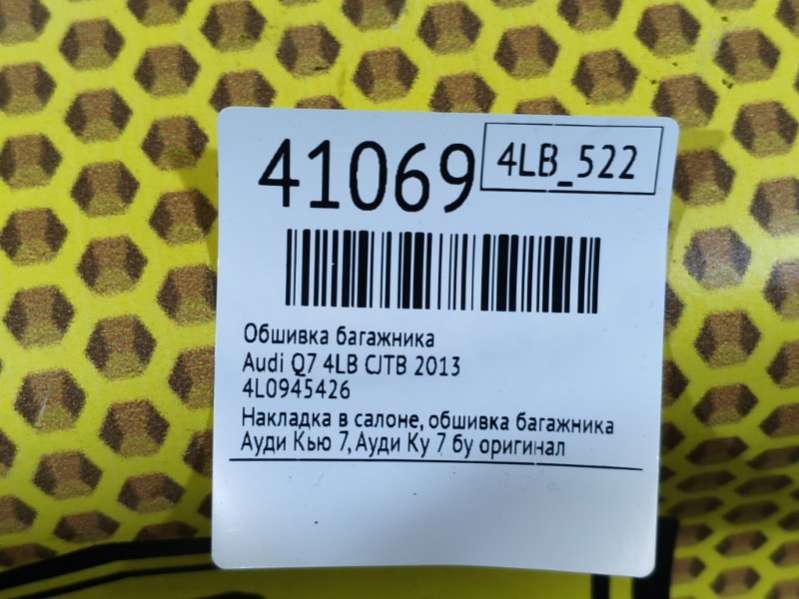 41069
4LB_522
Обшивка багажника
Audi Q7 4LB CJTB 2013
4L0945426
Накладка в салоне, обшивка багажника
Ауди Кью 7, Ауди Ку 7 бу оригинал